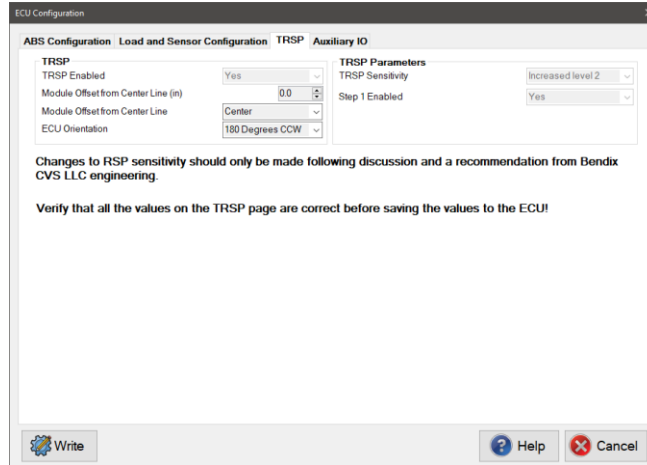 ECU Configuration
ABS Configuration Load and Sensor Configuration TRSP Auxiliary IO
TRSP
TRSP Enabled Yes
Module Offset from Center Line (in) 0.0
Module Offset from Center Line Center
ECU Orientation 180 Degrees CCW
TRSP Parameters
TRSP Sensitivity Increased level 2
Step 1 Enabled Yes
Changes to RSP sensitivity should only be made following discussion and a recommendation from Bendix
CVS LLC engineering.
Verify that all the values on the TRSP page are correct before saving the values to the ECU!
Write
Help
Cancel